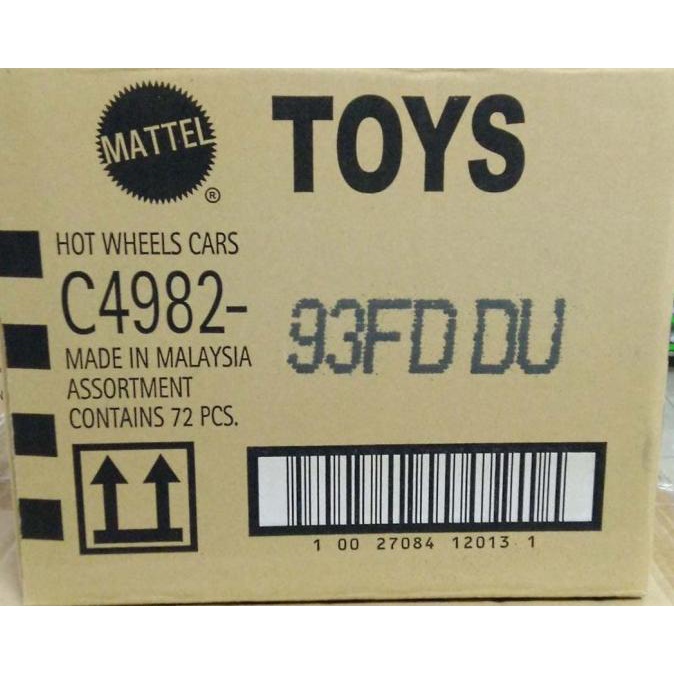 MATTEL
®
TOYS
HOT WHEELS CARS
C4982-
93FD DU
MADE IN MALAYSIA
ASSORTMENT
CONTAINS 72 PCS.
1 00 27084 12013 1